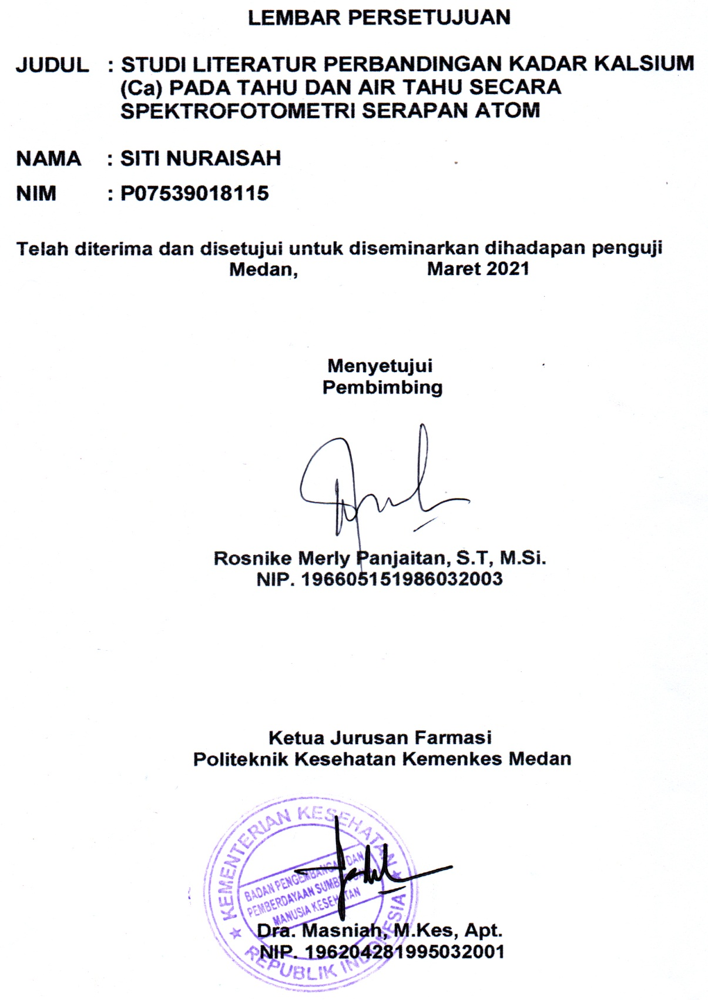 LEMBAR PERSETUJUAN
JUDUL : STUDI LITERATUR PERBANDINGAN KADAR KALSIUM
(Ca) PADA TAHU DAN AIR TAHU SECARA
SPEKTROFOTOMETRI SERAPAN ATOM
NAMA : SITI NURAISAH
NIM : P07539018115
Telah diterima dan disetujui untuk diseminarkan dihadapan penguji
Medan, Maret 2021
Menyetujui
Pembimbing
Rosnike Merly Panjaitan, S.T, M.Si.
NIP. 196605151986032003
Ketua Jurusan Farmasi
Politeknik Kesehatan Kemenkes Medan
KEMENTERIAN KESEHATAN
BADAN PENGEMBANGAN DAN
PEMBERDAYAAN SUMBER DAYA
MANUSIA KESEHATAN
REPUBLIK INDONESIA
Dra. Masniah, M.Kes, Apt.
NIP. 196204281995032001